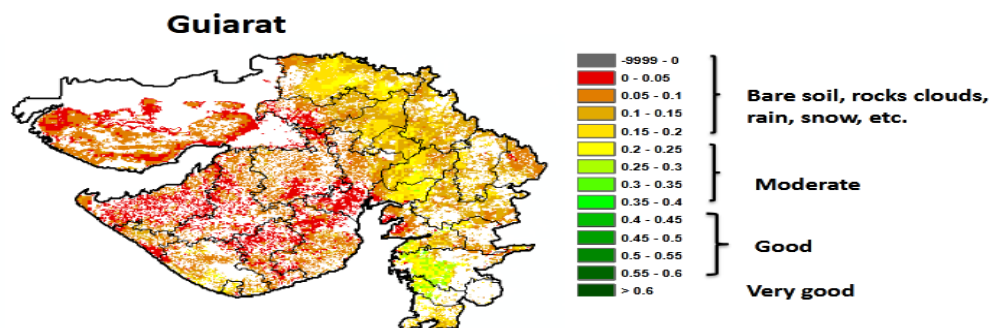 Gujarat
-9999 - 0
0 - 0.05
0.05 - 0.1
0.1 - 0.15
0.15 - 0.2
0.2 - 0.25
0.25 - 0.3
0.3 - 0.35
0.35 - 0.4
0.4 - 0.45
0.45 - 0.5
0.5 - 0.55
0.55 - 0.6
> 0.6
Bare soil, rocks clouds,
rain, snow, etc.
Moderate
Good
Very good